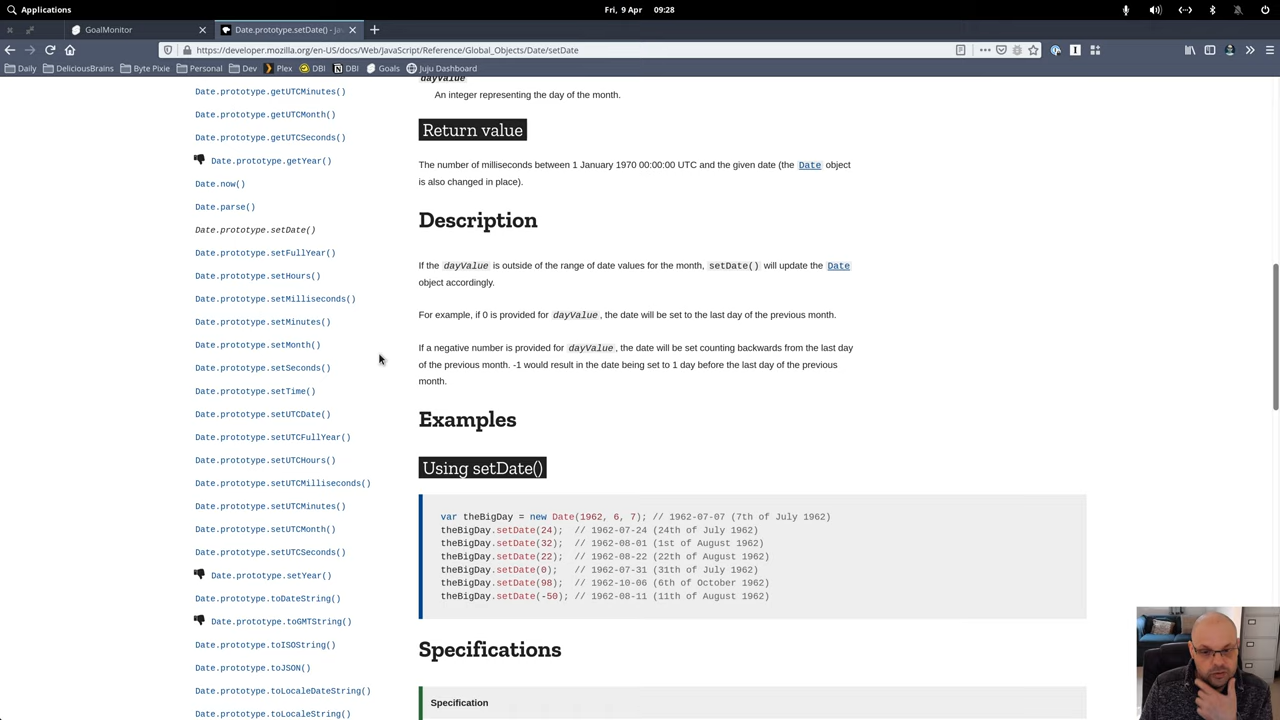 Applications
Fri, 9 Apr 09:28
GoalMonitor
Date.prototype.setDate() - Jav
https://developer.mozilla.org/en-US/docs/Web/JavaScript/Reference/Global_Objects/Date/setDate
Daily
DeliciousBrains
Byte Pixie
Personal
Dev
Plex
DBI
DBI
Goals
Juju Dashboard
Date.prototype.getUTCMinutes()
Date.prototype.getUTCMonth()
Date.prototype.getUTCSeconds()
Date.prototype.getYear()
Date.now()
Date.parse()
Date.prototype.setDate()
Date.prototype.setFullYear()
Date.prototype.setHours()
Date.prototype.setMilliseconds()
Date.prototype.setMinutes()
Date.prototype.setMonth()
Date.prototype.setSeconds()
Date.prototype.setTime()
Date.prototype.setUTCDate()
Date.prototype.setUTCFullYear()
Date.prototype.setUTCHours()
Date.prototype.setUTCMilliseconds()
Date.prototype.setUTCMinutes()
Date.prototype.setUTCMonth()
Date.prototype.setUTCSeconds()
Date.prototype.setYear()
Date.prototype.toDateString()
Date.prototype.toGMTString()
Date.prototype.toISOString()
Date.prototype.toJSON()
Date.prototype.toLocaleDateString()
Date.prototype.toLocaleString()
dayValue
An integer representing the day of the month.
Return value
The number of milliseconds between 1 January 1970 00:00:00 UTC and the given date (the Date object
is also changed in place).
Description
If the dayValue is outside of the range of date values for the month, setDate() will update the Date
object accordingly.
For example, if 0 is provided for dayValue, the date will be set to the last day of the previous month.
If a negative number is provided for dayValue, the date will be set counting backwards from the last day
of the previous month. -1 would result in the date being set to 1 day before the last day of the previous
month.
Examples
Using setDate()
var theBigDay = new Date(1962, 6, 7); // 1962-07-07 (7th of July 1962)
theBigDay.setDate(24);  // 1962-07-24 (24th of July 1962)
theBigDay.setDate(32);  // 1962-08-01 (1st of August 1962)
theBigDay.setDate(22);  // 1962-08-22 (22th of August 1962)
theBigDay.setDate(0);   // 1962-07-31 (31th of July 1962)
theBigDay.setDate(98);  // 1962-10-06 (6th of October 1962)
theBigDay.setDate(-50); // 1962-08-11 (11th of August 1962)
Specifications
Specification